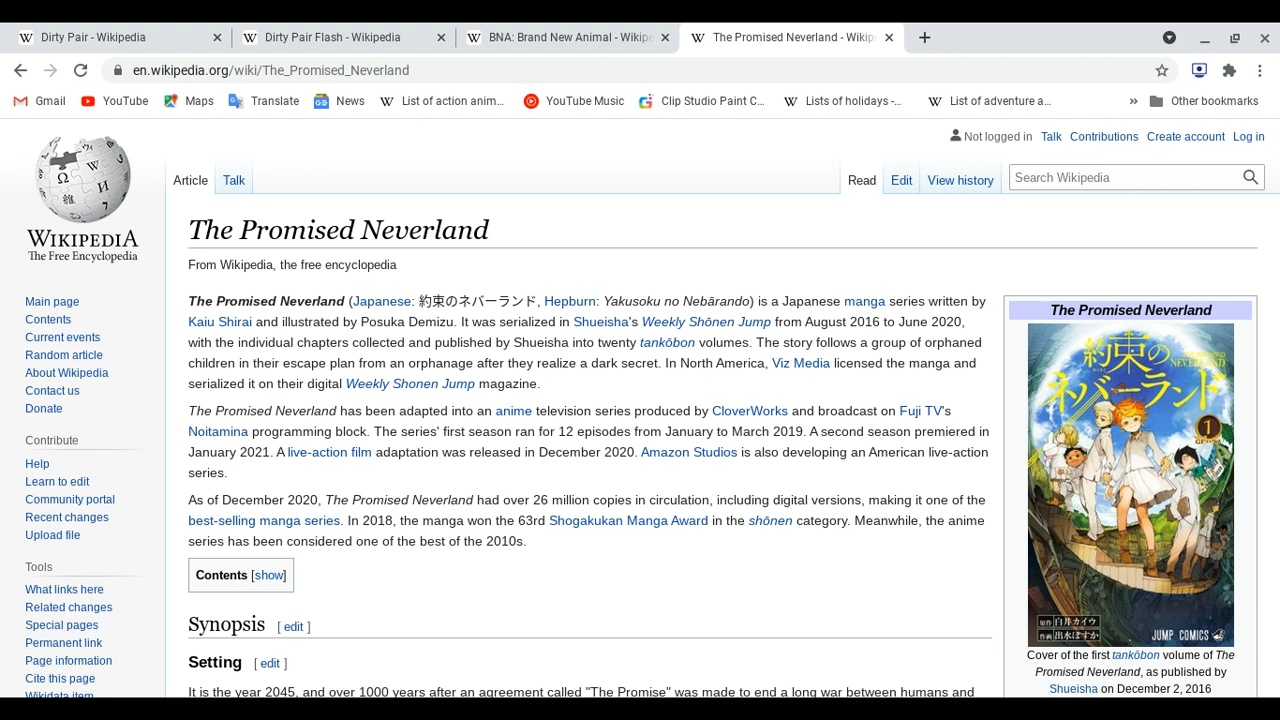 Dirty Pair - Wikipedia
Dirty Pair Flash - Wikipedia
BNA: Brand New Animal - Wikipe
The Promised Neverland - Wikipe
en.wikipedia.org/wiki/The_Promised_Neverland
Gmail
YouTube
Maps
Translate
News
List of action anim...
YouTube Music
Clip Studio Paint C...
Lists of holidays -...
List of adventure a...
»
Other bookmarks
Not logged in Talk Contributions Create account Log in
Article Talk
Read Edit View history
Search Wikipedia
WIKIPEDIA
The Free Encyclopedia
Main page
Contents
Current events
Random article
About Wikipedia
Contact us
Donate
Contribute
Help
Learn to edit
Community portal
Recent changes
Upload file
Tools
What links here
Related changes
Special pages
Permanent link
Page information
Cite this page
Wikidata item
The Promised Neverland
From Wikipedia, the free encyclopedia
The Promised Neverland (Japanese: 約束のネバーランド, Hepburn: Yakusoku no Nebārando) is a Japanese manga series written by
Kaiu Shirai and illustrated by Posuka Demizu. It was serialized in Shueisha's Weekly Shōnen Jump from August 2016 to June 2020,
with the individual chapters collected and published by Shueisha into twenty tankōbon volumes. The story follows a group of orphaned
children in their escape plan from an orphanage after they realize a dark secret. In North America, Viz Media licensed the manga and
serialized it on their digital Weekly Shonen Jump magazine.
The Promised Neverland has been adapted into an anime television series produced by CloverWorks and broadcast on Fuji TV's
Noitamina programming block. The series' first season ran for 12 episodes from January to March 2019. A second season premiered in
January 2021. A live-action film adaptation was released in December 2020. Amazon Studios is also developing an American live-action
series.
As of December 2020, The Promised Neverland had over 26 million copies in circulation, including digital versions, making it one of the
best-selling manga series. In 2018, the manga won the 63rd Shogakukan Manga Award in the shōnen category. Meanwhile, the anime
series has been considered one of the best of the 2010s.
Contents [show]
Synopsis [ edit ]
Setting [ edit ]
It is the year 2045, and over 1000 years after an agreement called "The Promise" was made to end a long war between humans and
The Promised Neverland
約束の
NEVERLAND
ネバーランド
1
原作 白井カイウ
作画 出水ぽすか
JUMP COMICS
Cover of the first tankōbon volume of The
Promised Neverland, as published by
Shueisha on December 2, 2016